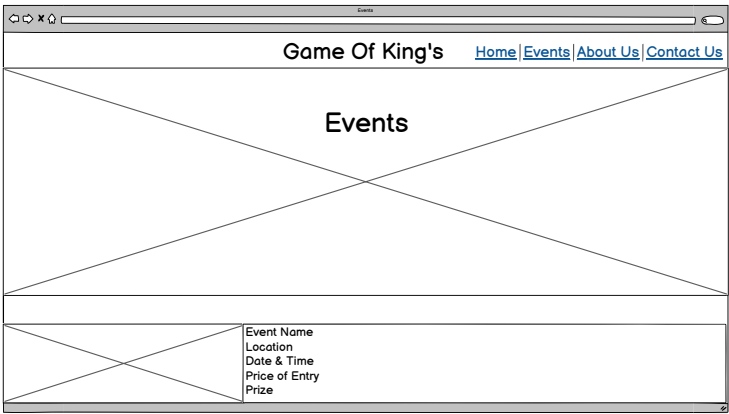 Events
Game Of King's
Home|Events|About Us|Contact Us
Events
Event Name
Location
Date & Time
Price of Entry
Prize